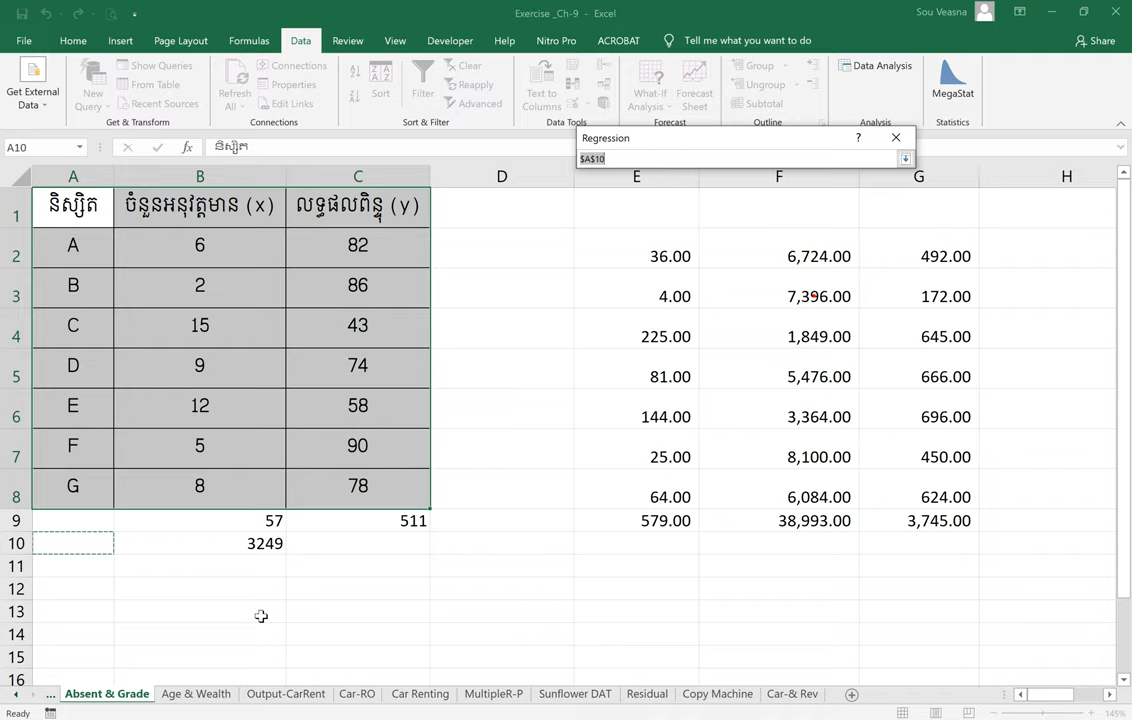 Exercise _Ch-9 - Excel
Sou Veasna
File Home Insert Page Layout Formulas Data Review View Developer Help Nitro Pro ACROBAT Tell me what you want to do Share
Get External Data
New Query
Show Queries
From Table
Recent Sources
Get & Transform
Refresh All
Connections
Properties
Edit Links
Connections
Sort
Filter
Clear
Reapply
Advanced
Sort & Filter
Text to Columns
Data Tools
What-If Analysis
Forecast Sheet
Forecast
Group
Ungroup
Subtotal
Outline
Data Analysis
Analysis
MegaStat
Statistics
Regression ?
$A$10
A10 fx និស្សិត
A B C D E F G H
1 និស្សិត ចំនួនអនុវត្តមាន (x) លទ្ធផលពិន្ទុ (y)
2 A 6 82 36.00 6,724.00 492.00
3 B 2 86 4.00 7,396.00 172.00
4 C 15 43 225.00 1,849.00 645.00
5 D 9 74 81.00 5,476.00 666.00
6 E 12 58 144.00 3,364.00 696.00
7 F 5 90 25.00 8,100.00 450.00
8 G 8 78 64.00 6,084.00 624.00
9 57 511 579.00 38,993.00 3,745.00
10 3249
11
12
13
14
15
16
... Absent & Grade Age & Wealth Output-CarRent Car-RO Car Renting MultipleR-P Sunflower DAT Residual Copy Machine Car-& Rev
Ready 145%